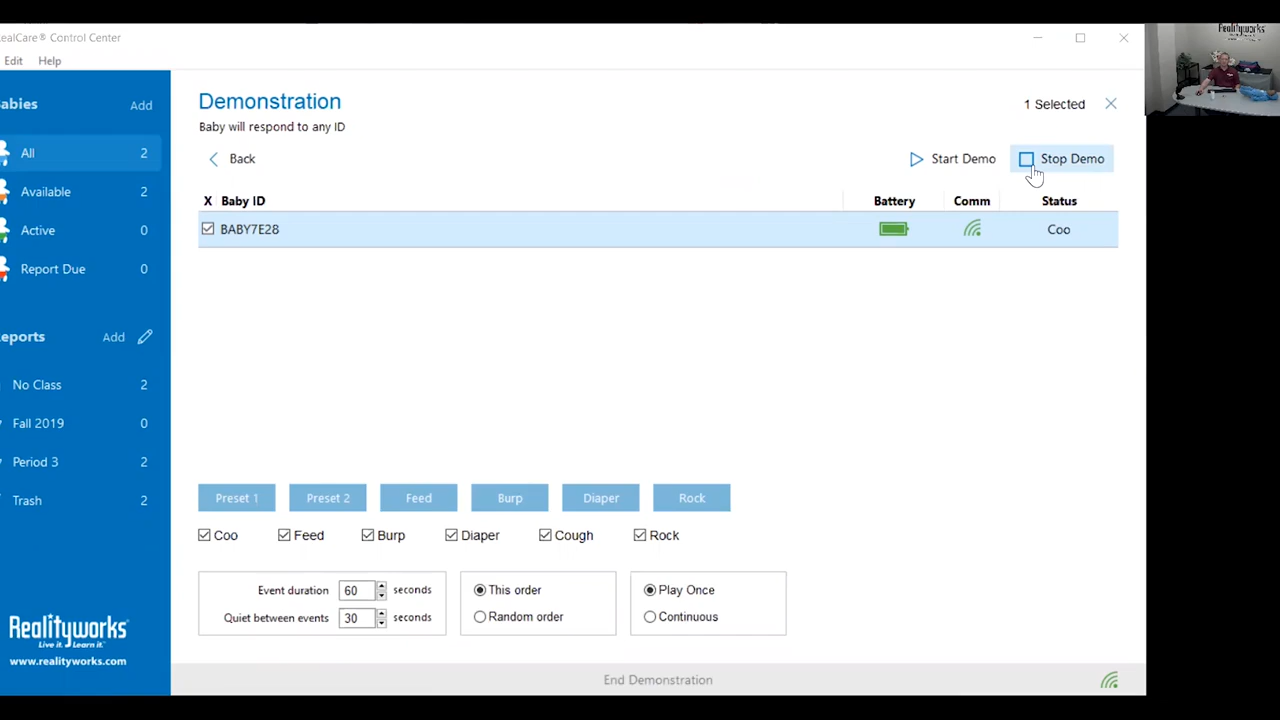 ealCare® Control Center
Edit Help
abies Add
All 2
Available 2
Active 0
Report Due 0
eports Add
No Class 2
Fall 2019 0
Period 3 2
Trash 2
Realityworks
Live it. Learn it.™
www.realityworks.com
Demonstration
1 Selected
Baby will respond to any ID
Back
Start Demo
Stop Demo
X Baby ID Battery Comm Status
BABY7E28 Coo
Preset 1 Preset 2 Feed Burp Diaper Rock
Coo Feed Burp Diaper Cough Rock
Event duration 60 seconds
Quiet between events 30 seconds
This order
Random order
Play Once
Continuous
End Demonstration
Realityworks